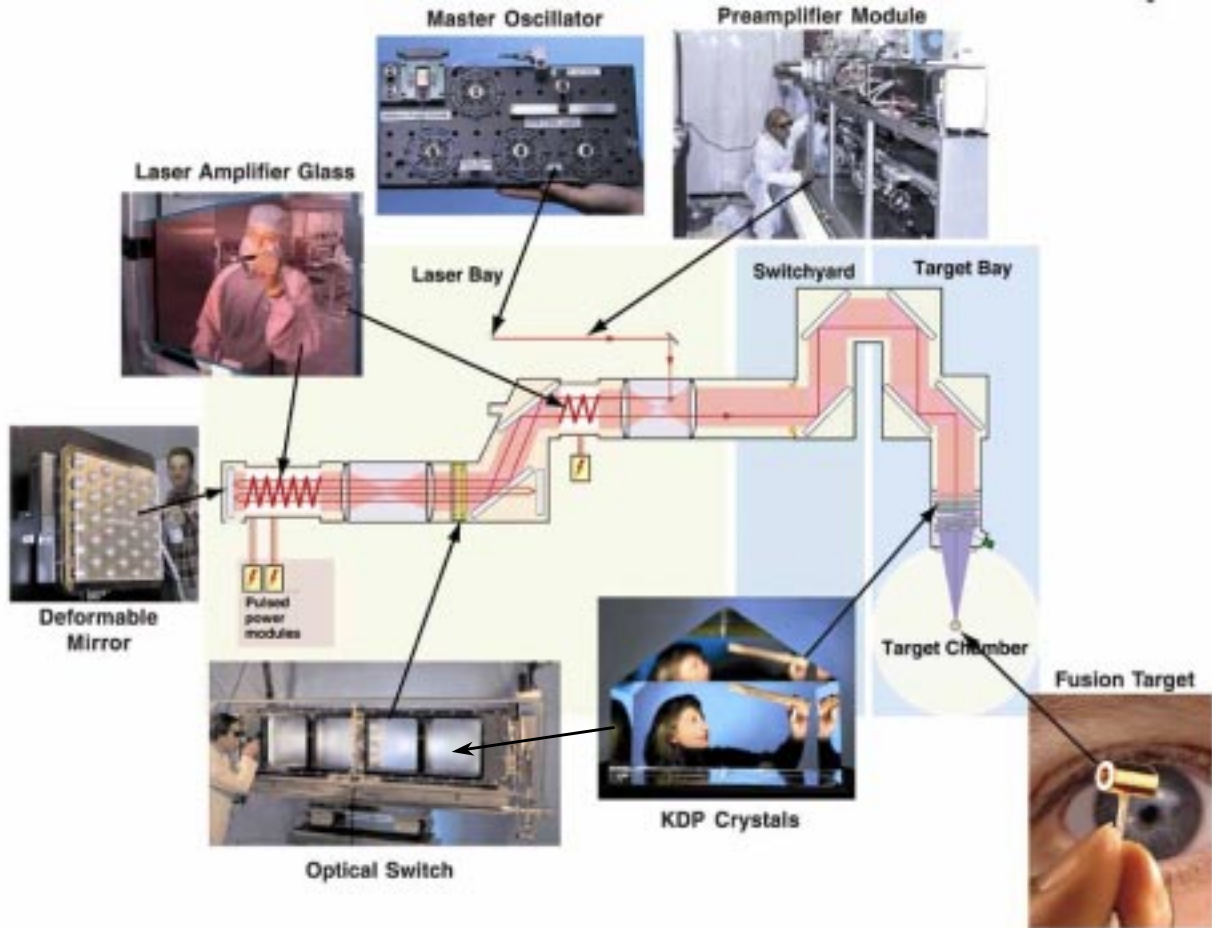 Master Oscillator
Preamplifier Module
Laser Amplifier Glass
Laser Bay
Switchyard
Target Bay
Deformable
Mirror
Pulsed
power
modules
Target Chamber
Fusion Target
KDP Crystals
Optical Switch